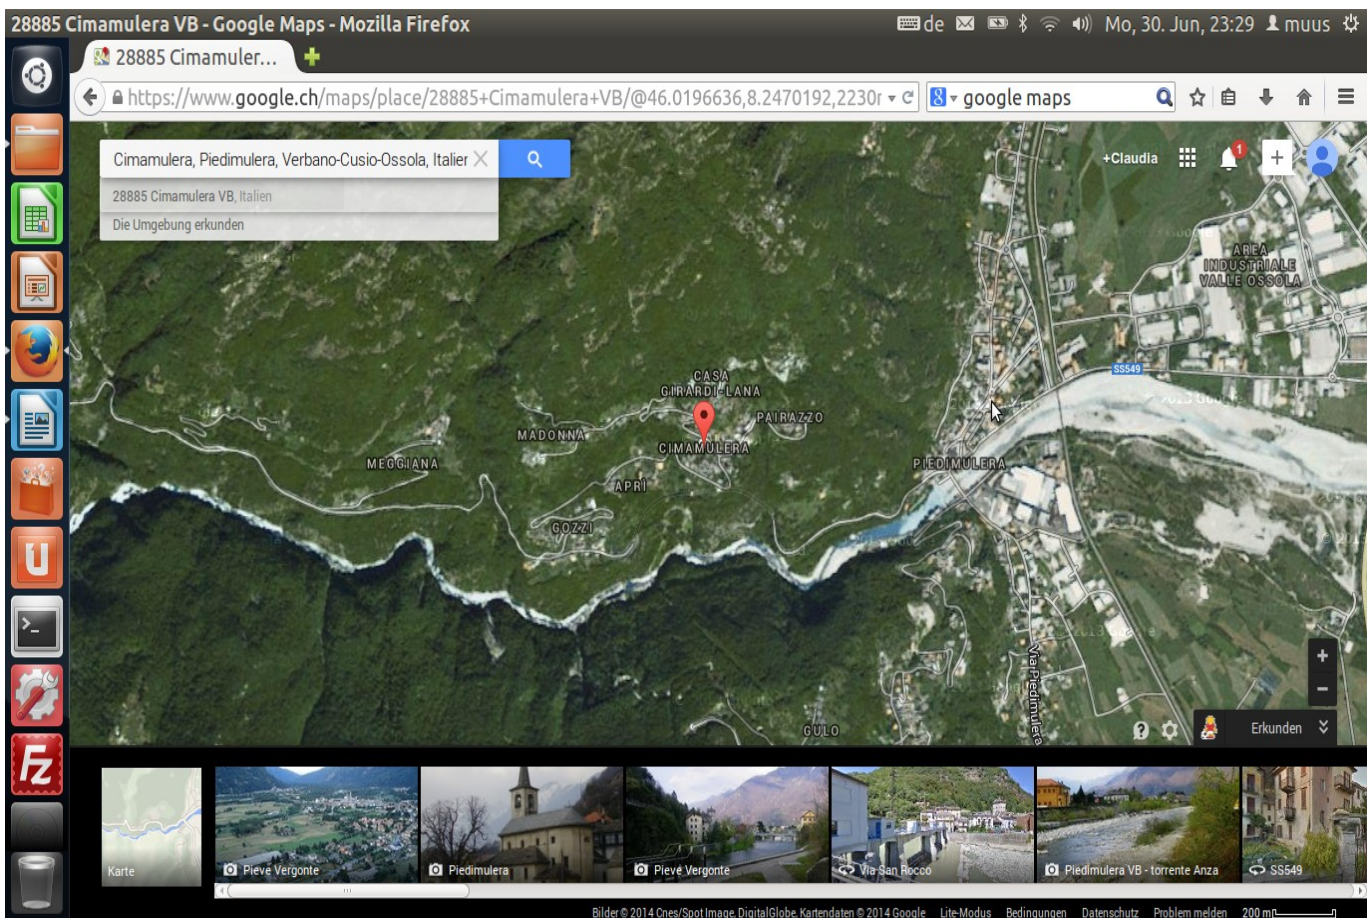 28885 Cimamulera VB - Google Maps - Mozilla Firefox
de
Mo, 30. Jun, 23:29
muus
28885 Cimamuler...
https://www.google.ch/maps/place/28885+Cimamulera+VB/@46.0196636,8.2470192,2230
google maps
Cimamulera, Piedimulera, Verbano-Cusio-Ossola, Italien
28885 Cimamulera VB, Italien
Die Umgebung erkunden
+Claudia
1
AREA
INDUSTRIALE
VALLE OSSOLA
SS549
CASA
GIRARDI-LANA
PAIRAZZO
MADONNA
CIMAMULERA
MEGGIANA
PIEDIMULERA
APRÌ
GOZZI
Via Piedimulera
GULO
Erkunden
Karte
Pieve Vergonte
Piedimulera
Pieve Vergonte
Via San Rocco
Piedimulera VB - torrente Anza
SS549
Bilder © 2014 Cnes/Spot Image, DigitalGlobe, Kartendaten © 2014 Google
Lite-Modus
Bedingungen
Datenschutz
Problem melden
200 m